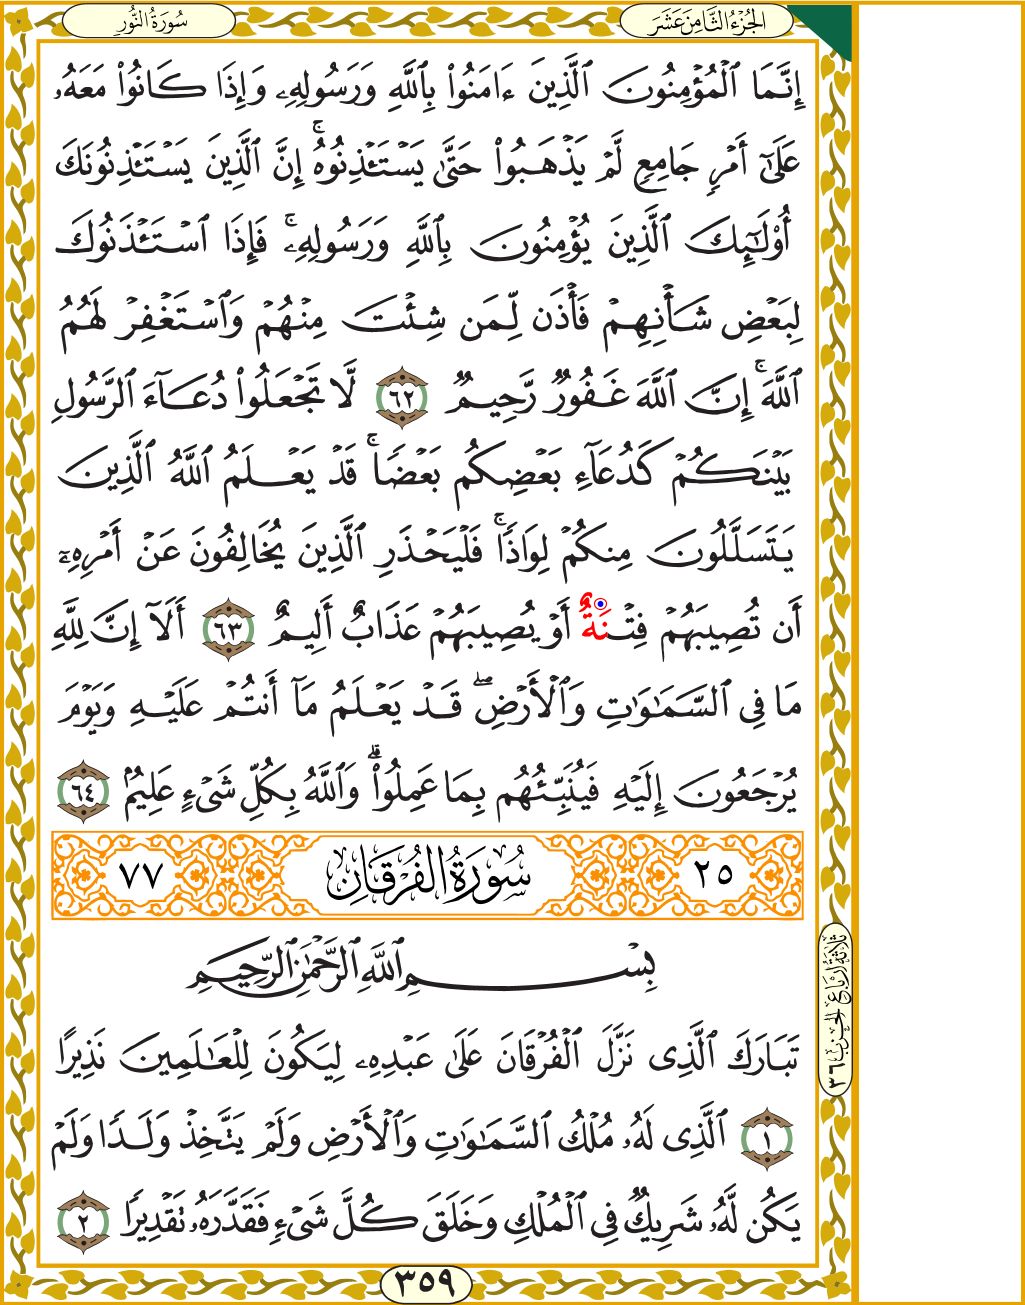 سُورَةُ النُّور
الجُزءُ الثَّامِنَ عَشَرَ
إِنَّمَا ٱلْمُؤْمِنُونَ ٱلَّذِينَ ءَامَنُوا۟ بِٱللَّهِ وَرَسُولِهِۦ وَإِذَا كَانُوا۟ مَعَهُۥ
عَلَىٰٓ أَمْرٍ جَامِعٍ لَّمْ يَذْهَبُوا۟ حَتَّىٰ يَسْتَـْٔذِنُوهُ ۚ إِنَّ ٱلَّذِينَ يَسْتَـْٔذِنُونَكَ
أُو۟لَـٰٓئِكَ ٱلَّذِينَ يُؤْمِنُونَ بِٱللَّهِ وَرَسُولِهِۦ ۚ فَإِذَا ٱسْتَـْٔذَنُوكَ
لِبَعْضِ شَأْنِهِمْ فَأْذَن لِّمَن شِئْتَ مِنْهُمْ وَٱسْتَغْفِرْ لَهُمُ
ٱللَّهَ ۚ إِنَّ ٱللَّهَ غَفُورٌ رَّحِيمٌ ٦٢ لَّا تَجْعَلُوا۟ دُعَآءَ ٱلرَّسُولِ
بَيْنَكُمْ كَدُعَآءِ بَعْضِكُم بَعْضًا ۚ قَدْ يَعْلَمُ ٱللَّهُ ٱلَّذِينَ
يَتَسَلَّلُونَ مِنكُمْ لِوَاذًا ۚ فَلْيَحْذَرِ ٱلَّذِينَ يُخَالِفُونَ عَنْ أَمْرِهِۦٓ
أَن تُصِيبَهُمْ فِتْنَةٌ أَوْ يُصِيبَهُمْ عَذَابٌ أَلِيمٌ ٦٣ أَلَآ إِنَّ لِلَّهِ
مَا فِى ٱلسَّمَـٰوَٰتِ وَٱلْأَرْضِ ۖ قَدْ يَعْلَمُ مَآ أَنتُمْ عَلَيْهِ وَيَوْمَ
يُرْجَعُونَ إِلَيْهِ فَيُنَبِّئُهُم بِمَا عَمِلُوا۟ ۗ وَٱللَّهُ بِكُلِّ شَىْءٍ عَلِيمٌۢ ٦٤
٢٥ سُورَةُ الفُرْقَانِ ٧٧
بِسْمِ ٱللَّهِ ٱلرَّحْمَـٰنِ ٱلرَّحِيمِ
تَبَارَكَ ٱلَّذِى نَزَّلَ ٱلْفُرْقَانَ عَلَىٰ عَبْدِهِۦ لِيَكُونَ لِلْعَـٰلَمِينَ نَذِيرًا
١ ٱلَّذِى لَهُۥ مُلْكُ ٱلسَّمَـٰوَٰتِ وَٱلْأَرْضِ وَلَمْ يَتَّخِذْ وَلَدًا وَلَمْ
يَكُن لَّهُۥ شَرِيكٌ فِى ٱلْمُلْكِ وَخَلَقَ كُلَّ شَىْءٍ فَقَدَّرَهُۥ تَقْدِيرًا ٢
ثَلَاثَةُ أَرْبَاعِ الحِزْب ٣٦
٣٥٩